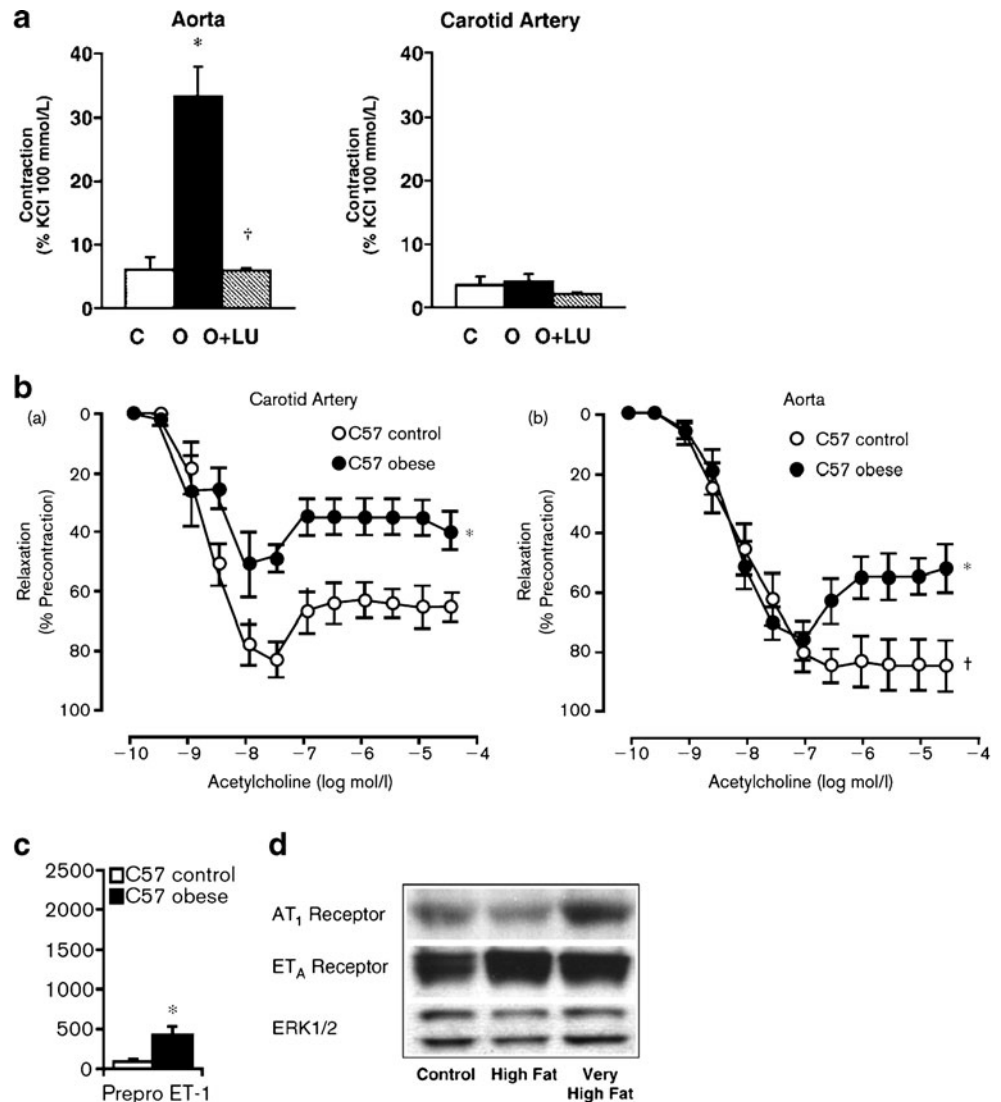 a
Aorta
Carotid Artery
*
†
40
30
20
10
0
Contraction
(% KCl 100 mmol/L)
C O O+LU
40
30
20
10
0
Contraction
(% KCl 100 mmol/L)
C O O+LU
b
(a)
Carotid Artery
C57 control
C57 obese
0
20
40
60
80
100
Relaxation
(% Precontraction)
*
−10 −9 −8 −7 −6 −5 −4
Acetylcholine (log mol/l)
(b)
Aorta
C57 control
C57 obese
0
20
40
60
80
100
Relaxation
(% Precontraction)
*
†
−10 −9 −8 −7 −6 −5 −4
Acetylcholine (log mol/l)
c
C57 control
C57 obese
2500
2000
1500
1000
500
0
*
Prepro ET-1
d
AT1 Receptor
ETA Receptor
ERK1/2
Control High Fat Very
High Fat